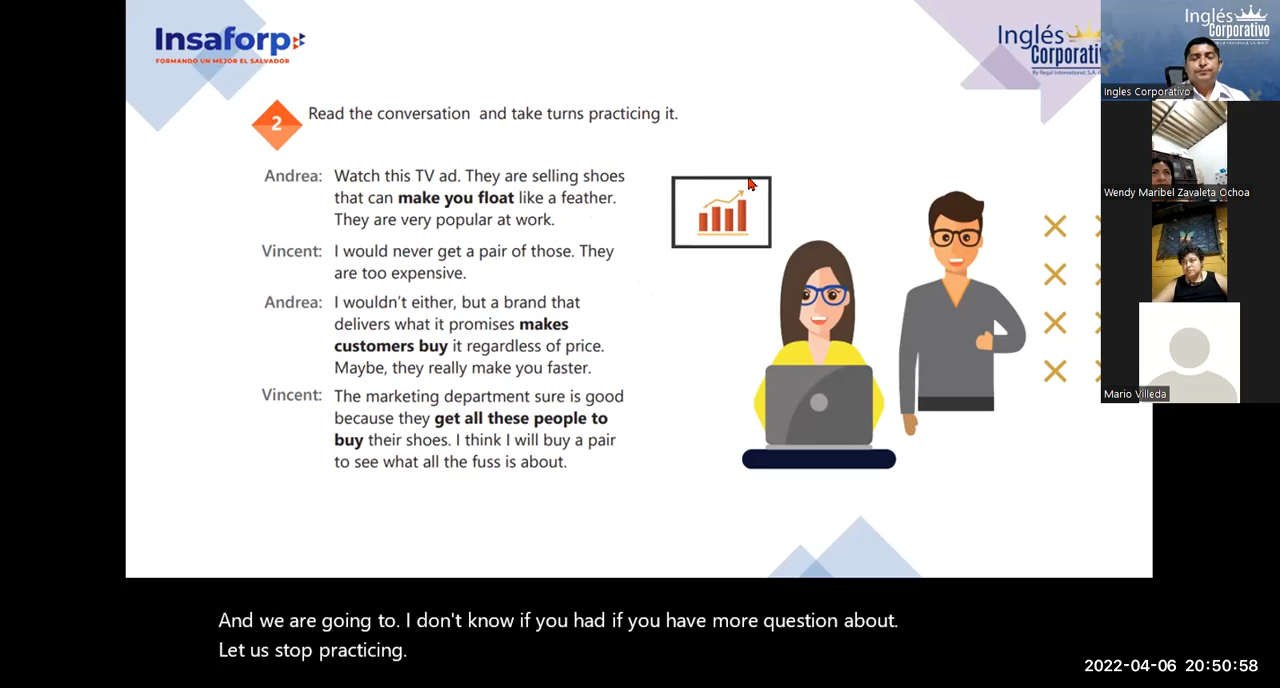 Insaforp
FORMANDO UN MEJOR EL SALVADOR
Inglés
Corporativo
By Regal International, S.A.
2
Read the conversation and take turns practicing it.
Andrea: Watch this TV ad. They are selling shoes
that can make you float like a feather.
They are very popular at work.
Vincent: I would never get a pair of those. They
are too expensive.
Andrea: I wouldn't either, but a brand that
delivers what it promises makes
customers buy it regardless of price.
Maybe, they really make you faster.
Vincent: The marketing department sure is good
because they get all these people to
buy their shoes. I think I will buy a pair
to see what all the fuss is about.
Inglés
Corporativo
Ingles Corporativo
Wendy Maribel Zavaleta Ochoa
Mario Villeda
And we are going to. I don't know if you had if you have more question about.
Let us stop practicing.
2022-04-06 20:50:58